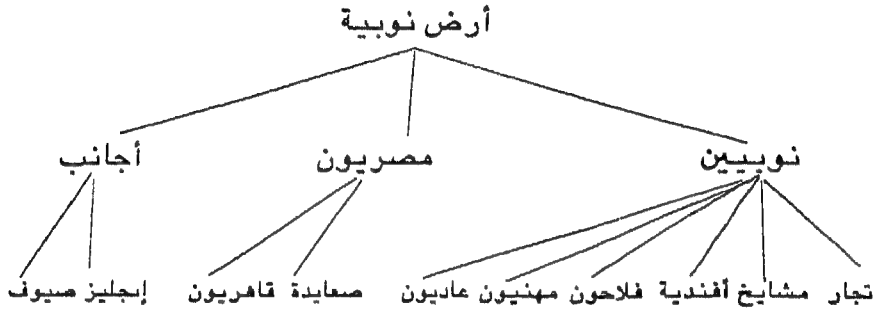 أرض نوبية
نوبيين مصريون أجانب
تجار مشايخ أفندية فلاحون مهنيون عاديون صعايدة قاهريون إنجليز صيوف